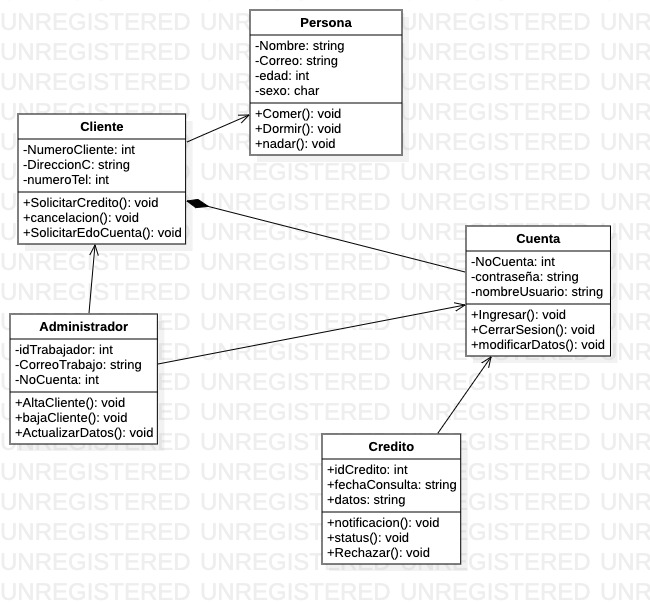 Persona
-Nombre: string
-Correo: string
-edad: int
-sexo: char
+Comer(): void
+Dormir(): void
+nadar(): void
Cliente
-NumeroCliente: int
-DireccionC: string
-numeroTel: int
+SolicitarCredito(): void
+cancelacion(): void
+SolicitarEdoCuenta(): void
Cuenta
-NoCuenta: int
-contraseña: string
-nombreUsuario: string
+Ingresar(): void
+CerrarSesion(): void
+modificarDatos(): void
Administrador
-idTrabajador: int
-CorreoTrabajo: string
-NoCuenta: int
+AltaCliente(): void
+bajaCliente(): void
+ActualizarDatos(): void
Credito
+idCredito: int
+fechaConsulta: string
+datos: string
+notificacion(): void
+status(): void
+Rechazar(): void
UNREGISTERED